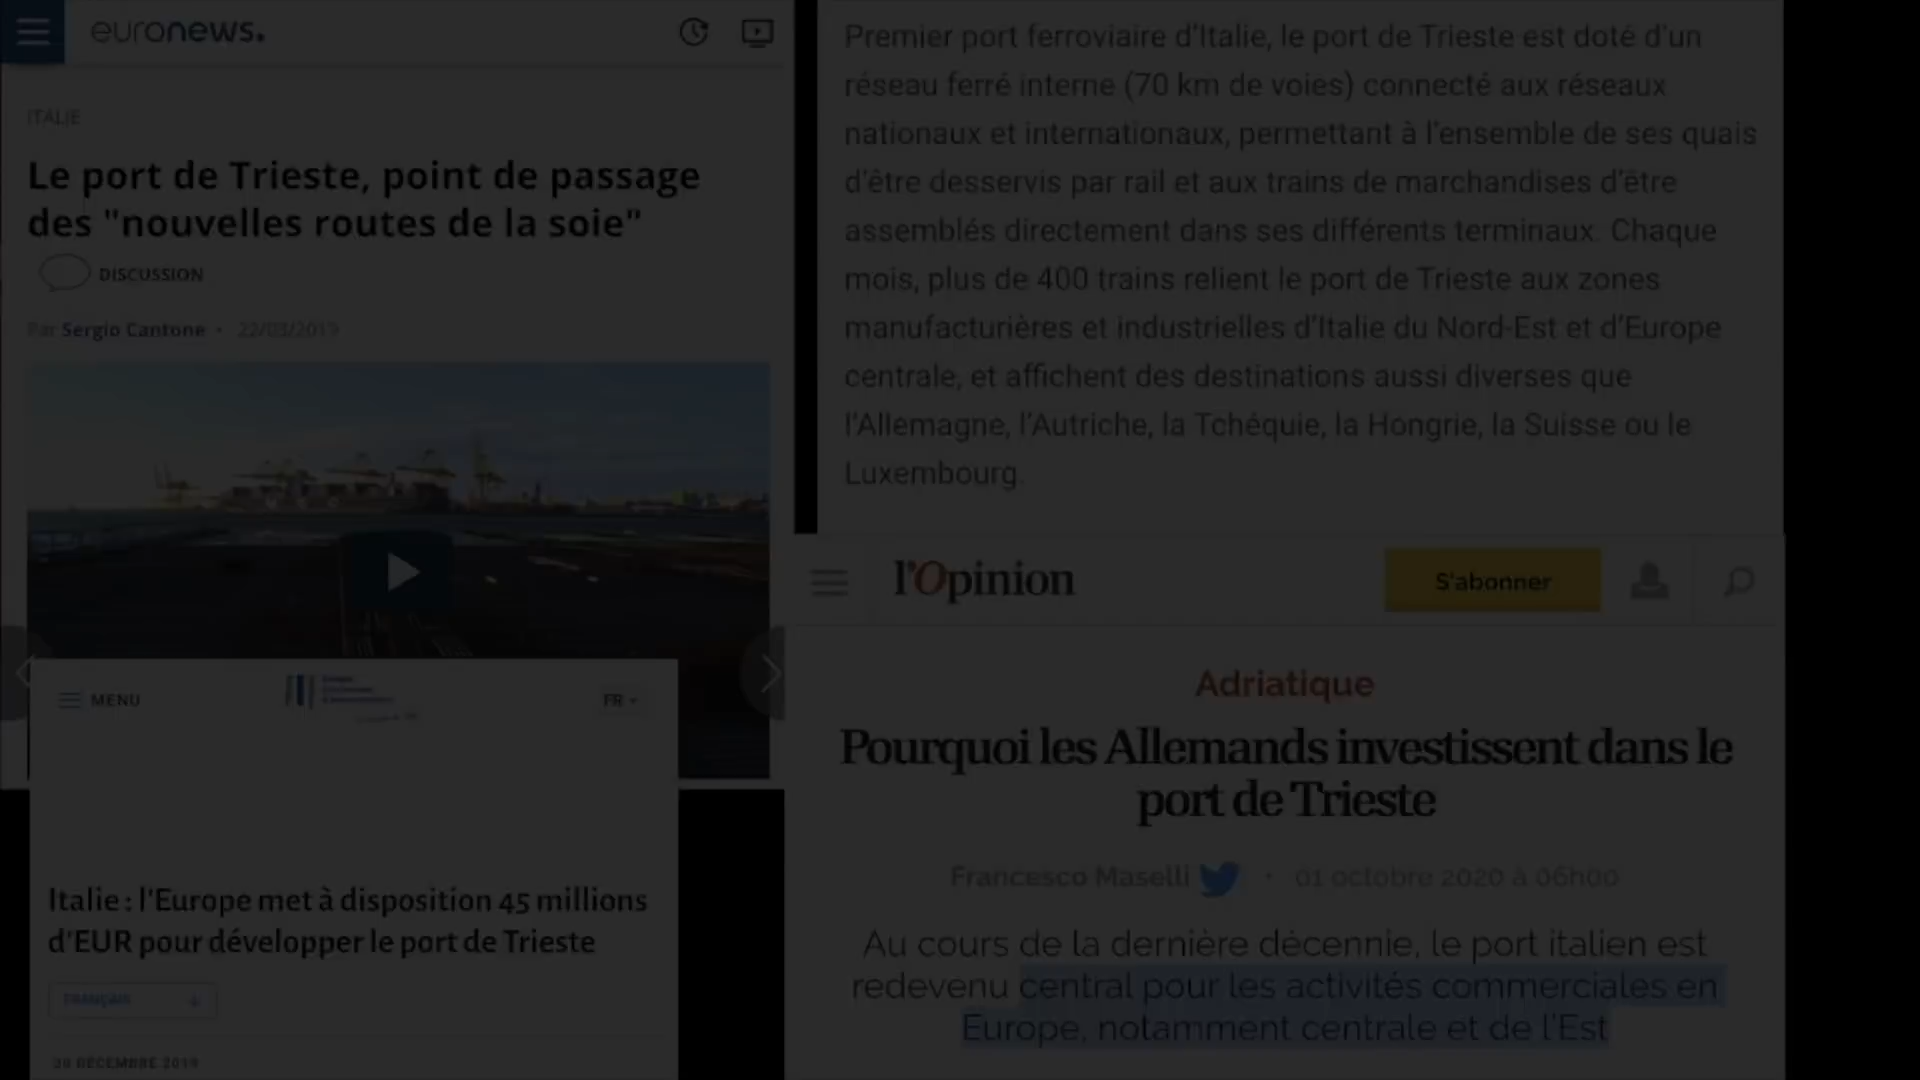 euronews.
ITALIE
Le port de Trieste, point de passage
des "nouvelles routes de la soie"
DISCUSSION
Par Sergio Cantone • 22/03/2019
MENU
FR
Italie : l'Europe met à disposition 45 millions
d'EUR pour développer le port de Trieste
FRANÇAIS
20 DÉCEMBRE 2019
Premier port ferroviaire d'Italie, le port de Trieste est doté d'un
réseau ferré interne (70 km de voies) connecté aux réseaux
nationaux et internationaux, permettant à l'ensemble de ses quais
d'être desservis par rail et aux trains de marchandises d'être
assemblés directement dans ses différents terminaux. Chaque
mois, plus de 400 trains relient le port de Trieste aux zones
manufacturières et industrielles d'Italie du Nord-Est et d'Europe
centrale, et affichent des destinations aussi diverses que
l'Allemagne, l'Autriche, la Tchéquie, la Hongrie, la Suisse ou le
Luxembourg.
l'Opinion
S'abonner
Adriatique
Pourquoi les Allemands investissent dans le
port de Trieste
Francesco Maselli • 01 octobre 2020 à 06h00
Au cours de la dernière décennie, le port italien est
redevenu central pour les activités commerciales en
Europe, notamment centrale et de l'Est